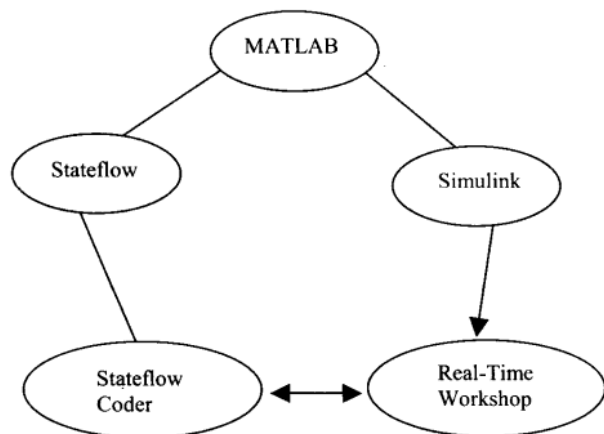 MATLAB
Stateflow
Simulink
Stateflow
Coder
Real-Time
Workshop